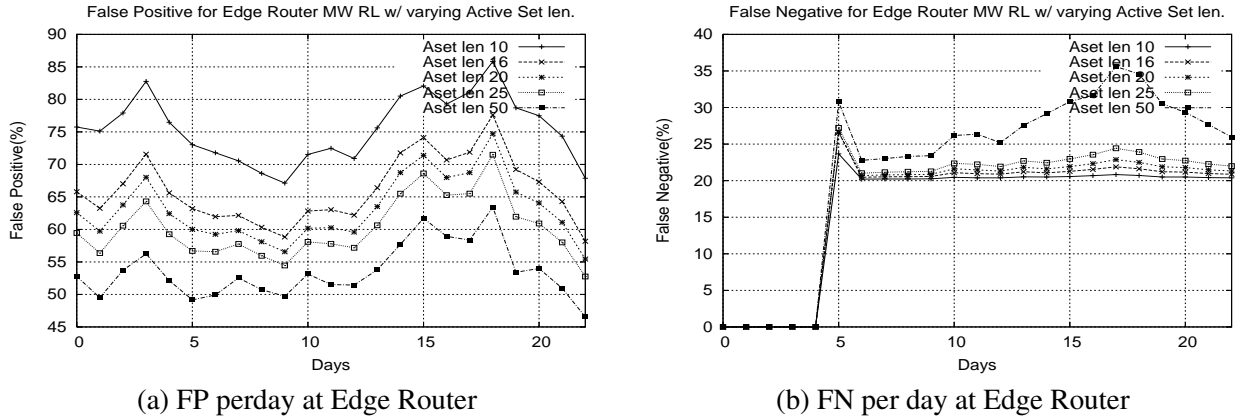 False Positive for Edge Router MW RL w/ varying Active Set len.
90
85
80
75
70
65
60
55
50
45
False Positive(%)
Aset len 10
Aset len 16
Aset len 20
Aset len 25
Aset len 50
0 5 10 15 20
Days
(a) FP perday at Edge Router
False Negative for Edge Router MW RL w/ varying Active Set len.
40
35
30
25
20
15
10
5
0
False Negative(%)
Aset len 10
Aset len 16
Aset len 20
Aset len 25
Aset len 50
0 5 10 15 20
Days
(b) FN per day at Edge Router